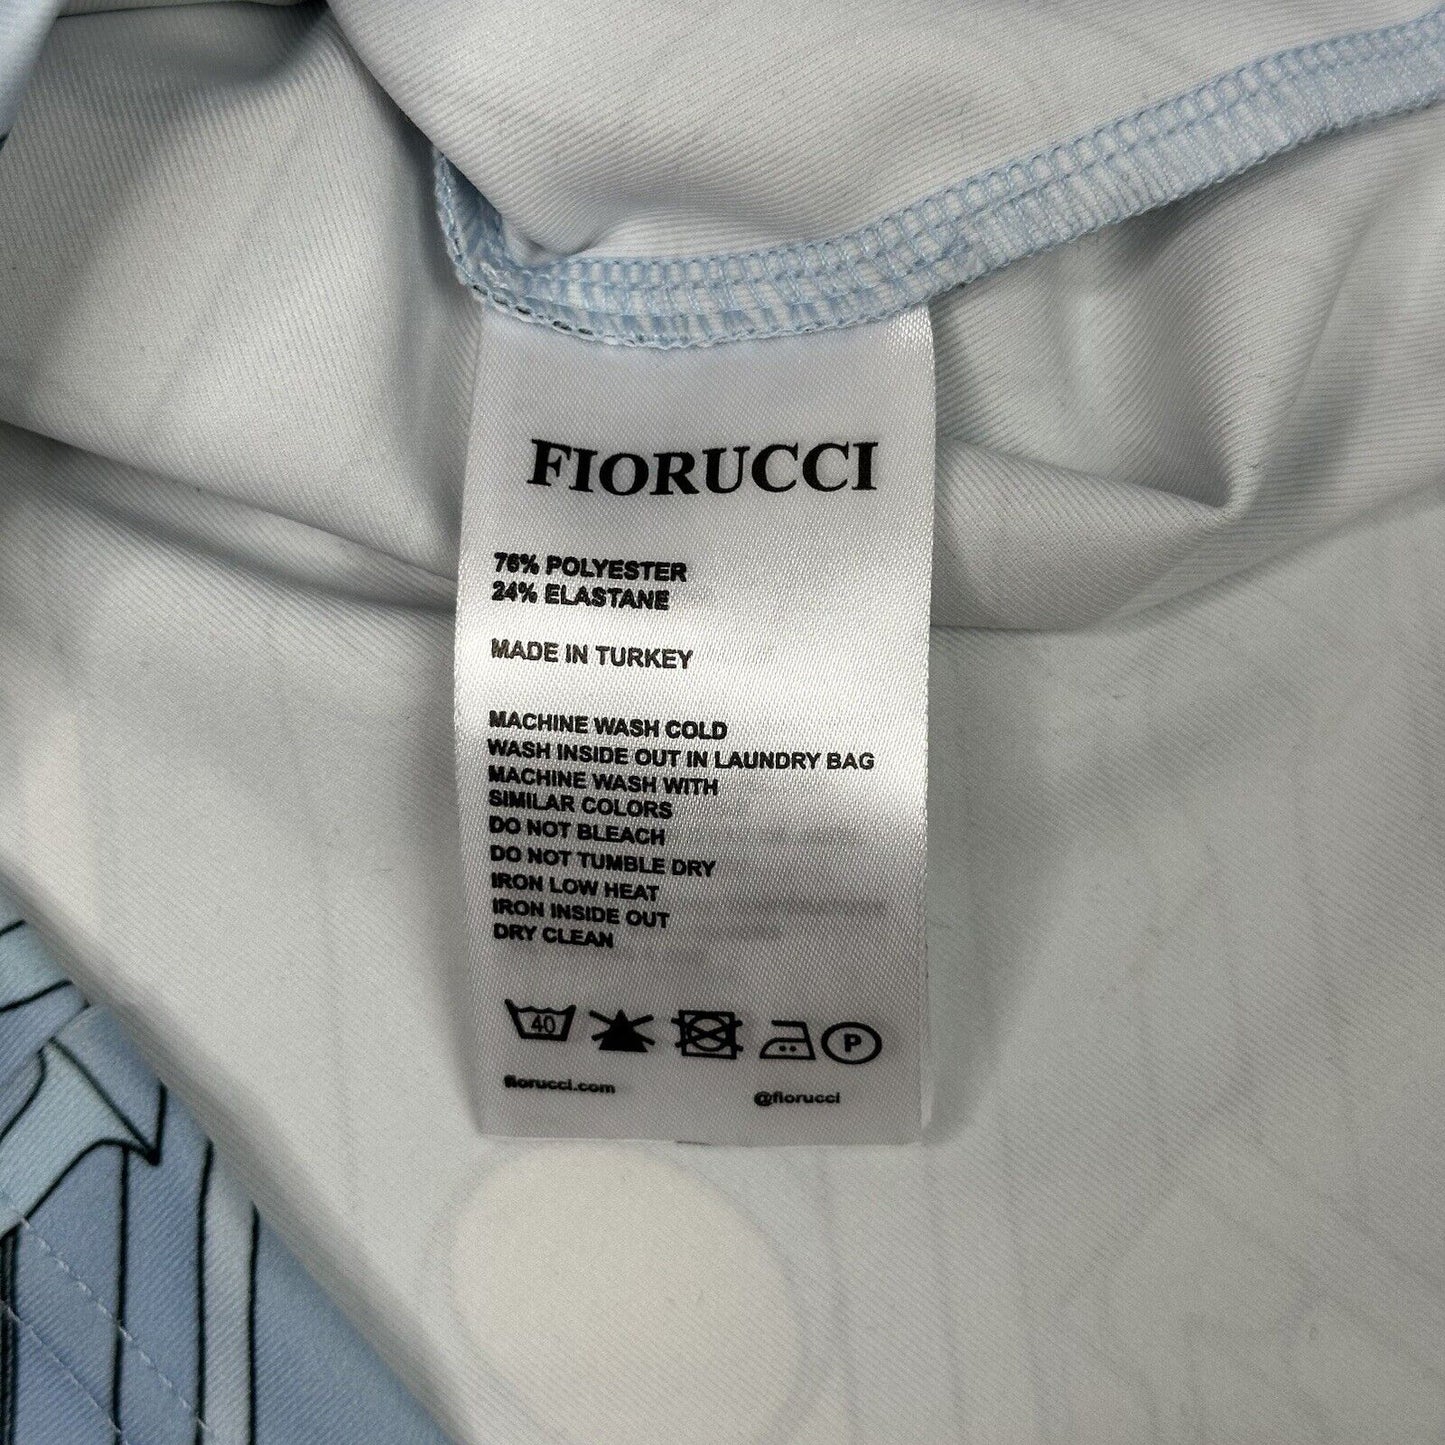 FIORUCCI
76% POLYESTER
24% ELASTANE
MADE IN TURKEY
MACHINE WASH COLD
WASH INSIDE OUT IN LAUNDRY BAG
MACHINE WASH WITH
SIMILAR COLORS
DO NOT BLEACH
DO NOT TUMBLE DRY
IRON LOW HEAT
IRON INSIDE OUT
DRY CLEAN
40 P
fiorucci.com @fiorucci